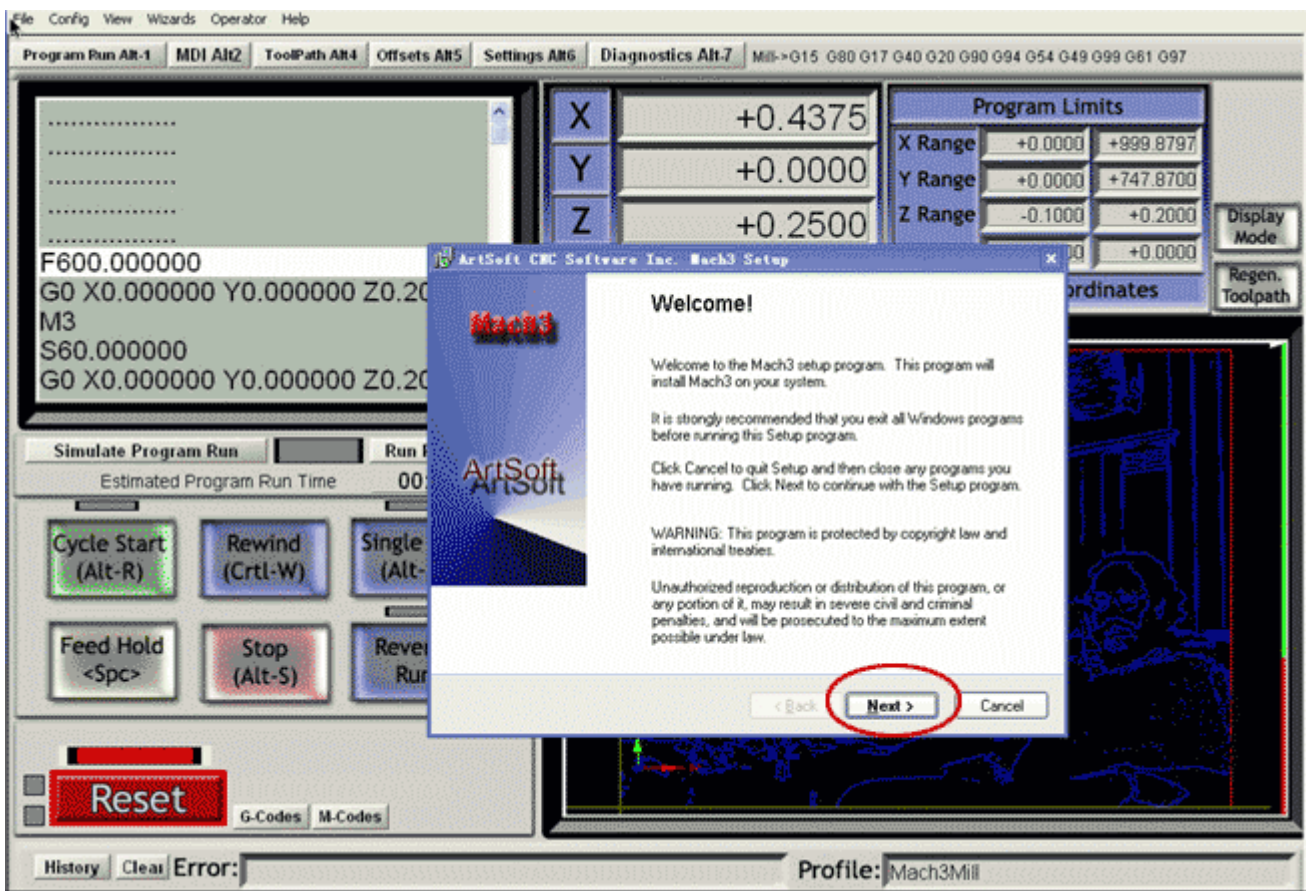 File Config View Wizards Operator Help
Program Run Alt-1 MDI Alt2 ToolPath Alt4 Offsets Alt5 Settings Alt6 Diagnostics Alt-7 Mill->G15 G80 G17 G40 G20 G90 G94 G54 G49 G99 G61 G97
................
................
................
................
................
F600.000000
G0 X0.000000 Y0.000000 Z0.20
M3
S60.000000
G0 X0.000000 Y0.000000 Z0.20
X +0.4375
Y +0.0000
Z +0.2500
Program Limits
X Range +0.0000 +999.8797
Y Range +0.0000 +747.8700
Z Range -0.1000 +0.2000
+0.0000
Display
Mode
Regen.
Toolpath
ArtSoft CNC Software Inc. Mach3 Setup
Mach3
ArtSoft
Welcome!
Welcome to the Mach3 setup program. This program will
install Mach3 on your system.
It is strongly recommended that you exit all Windows programs
before running this Setup program.
Click Cancel to quit Setup and then close any programs you
have running. Click Next to continue with the Setup program.
WARNING: This program is protected by copyright law and
international treaties.
Unauthorized reproduction or distribution of this program, or
any portion of it, may result in severe civil and criminal
penalties, and will be prosecuted to the maximum extent
possible under law.
< Back Next > Cancel
Simulate Program Run Run
Estimated Program Run Time 00:
Cycle Start
(Alt-R)
Rewind
(Crtl-W)
Single
(Alt-
Feed Hold
<Spc>
Stop
(Alt-S)
Reset
G-Codes M-Codes
History Clear Error:
Profile: Mach3Mill